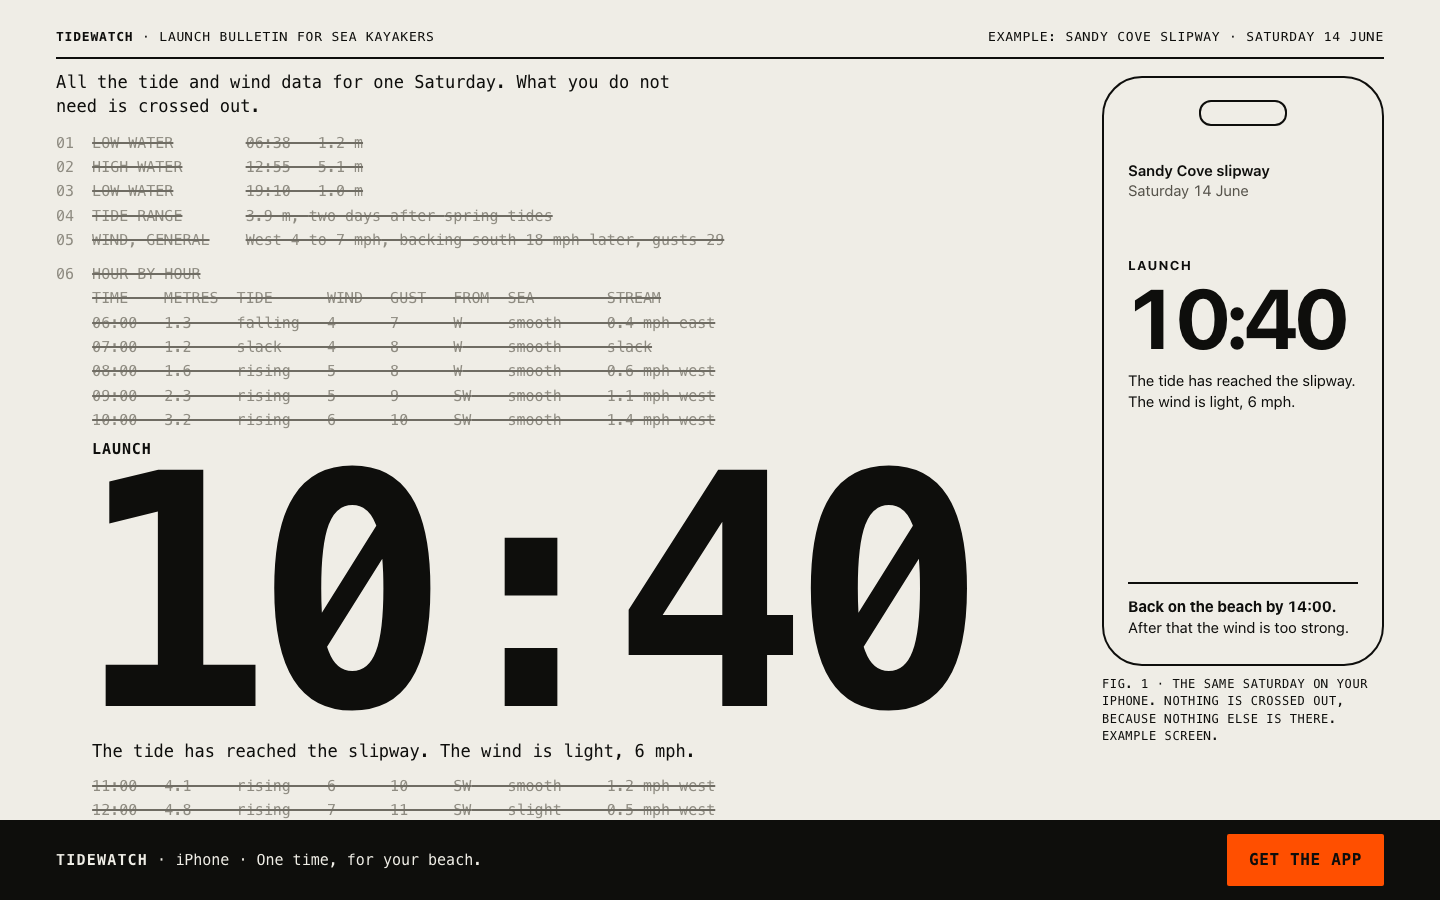 TIDEWATCH · LAUNCH BULLETIN FOR SEA KAYAKERS
EXAMPLE: SANDY COVE SLIPWAY · SATURDAY 14 JUNE
All the tide and wind data for one Saturday. What you do not
need is crossed out.
01 LOW WATER 06:38 1.2 m
02 HIGH WATER 12:55 5.1 m
03 LOW WATER 19:10 1.0 m
04 TIDE RANGE 3.9 m, two days after spring tides
05 WIND, GENERAL West 4 to 7 mph, backing south 18 mph later, gusts 29
06 HOUR BY HOUR
TIME METRES TIDE WIND GUST FROM SEA STREAM
06:00 1.3 falling 4 7 W smooth 0.4 mph east
07:00 1.2 slack 4 8 W smooth slack
08:00 1.6 rising 5 8 W smooth 0.6 mph west
09:00 2.3 rising 5 9 SW smooth 1.1 mph west
10:00 3.2 rising 6 10 SW smooth 1.4 mph west
LAUNCH
10:40
The tide has reached the slipway. The wind is light, 6 mph.
11:00 4.1 rising 6 10 SW smooth 1.2 mph west
12:00 4.8 rising 7 11 SW slight 0.5 mph west
Sandy Cove slipway
Saturday 14 June
LAUNCH
10:40
The tide has reached the slipway.
The wind is light, 6 mph.
Back on the beach by 14:00.
After that the wind is too strong.
FIG. 1 · THE SAME SATURDAY ON YOUR
IPHONE. NOTHING IS CROSSED OUT,
BECAUSE NOTHING ELSE IS THERE.
EXAMPLE SCREEN.
TIDEWATCH · iPhone · One time, for your beach.
GET THE APP